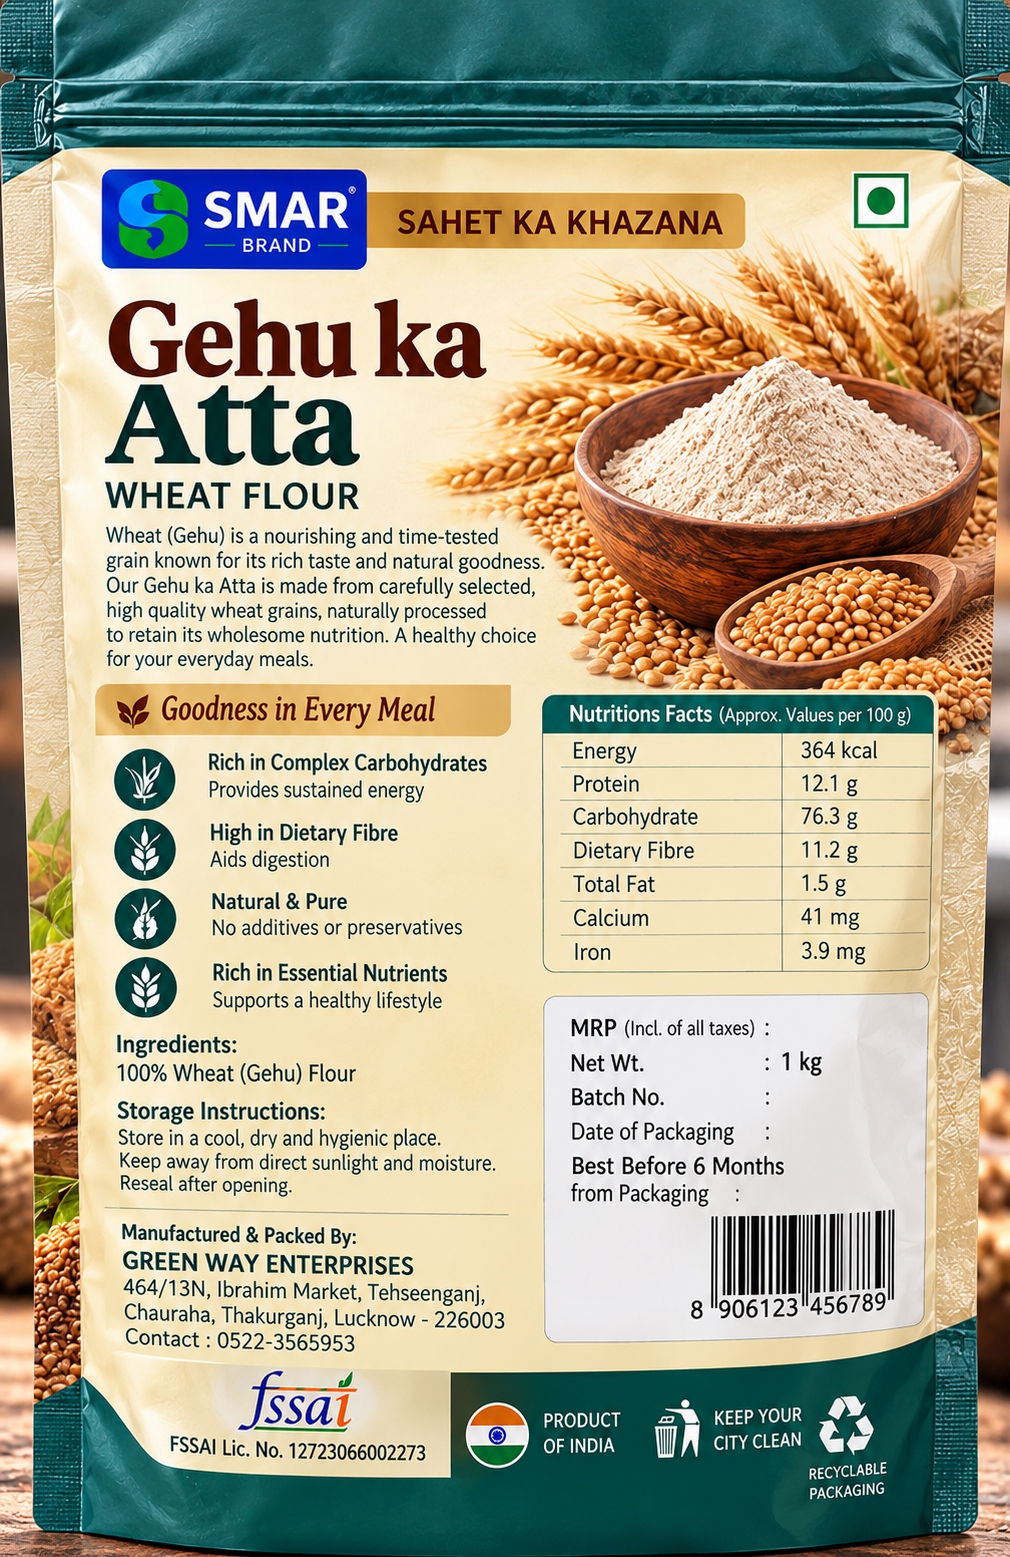 SMAR®
BRAND
SAHET KA KHAZANA
Gehu ka
Atta
WHEAT FLOUR
Wheat (Gehu) is a nourishing and time-tested
grain known for its rich taste and natural goodness.
Our Gehu ka Atta is made from carefully selected,
high quality wheat grains, naturally processed
to retain its wholesome nutrition. A healthy choice
for your everyday meals.
Goodness in Every Meal
Rich in Complex Carbohydrates
Provides sustained energy
High in Dietary Fibre
Aids digestion
Natural & Pure
No additives or preservatives
Rich in Essential Nutrients
Supports a healthy lifestyle
Ingredients:
100% Wheat (Gehu) Flour
Storage Instructions:
Store in a cool, dry and hygienic place.
Keep away from direct sunlight and moisture.
Reseal after opening.
Manufactured & Packed By:
GREEN WAY ENTERPRISES
464/13N, Ibrahim Market, Tehseenganj,
Chauraha, Thakurganj, Lucknow - 226003
Contact : 0522-3565953
Nutritions Facts (Approx. Values per 100 g)
Energy 364 kcal
Protein 12.1 g
Carbohydrate 76.3 g
Dietary Fibre 11.2 g
Total Fat 1.5 g
Calcium 41 mg
Iron 3.9 mg
MRP (Incl. of all taxes) :
Net Wt. : 1 kg
Batch No. :
Date of Packaging :
Best Before 6 Months
from Packaging :
8 906123 456789
fssai
FSSAI Lic. No. 12723066002273
PRODUCT
OF INDIA
KEEP YOUR
CITY CLEAN
RECYCLABLE
PACKAGING